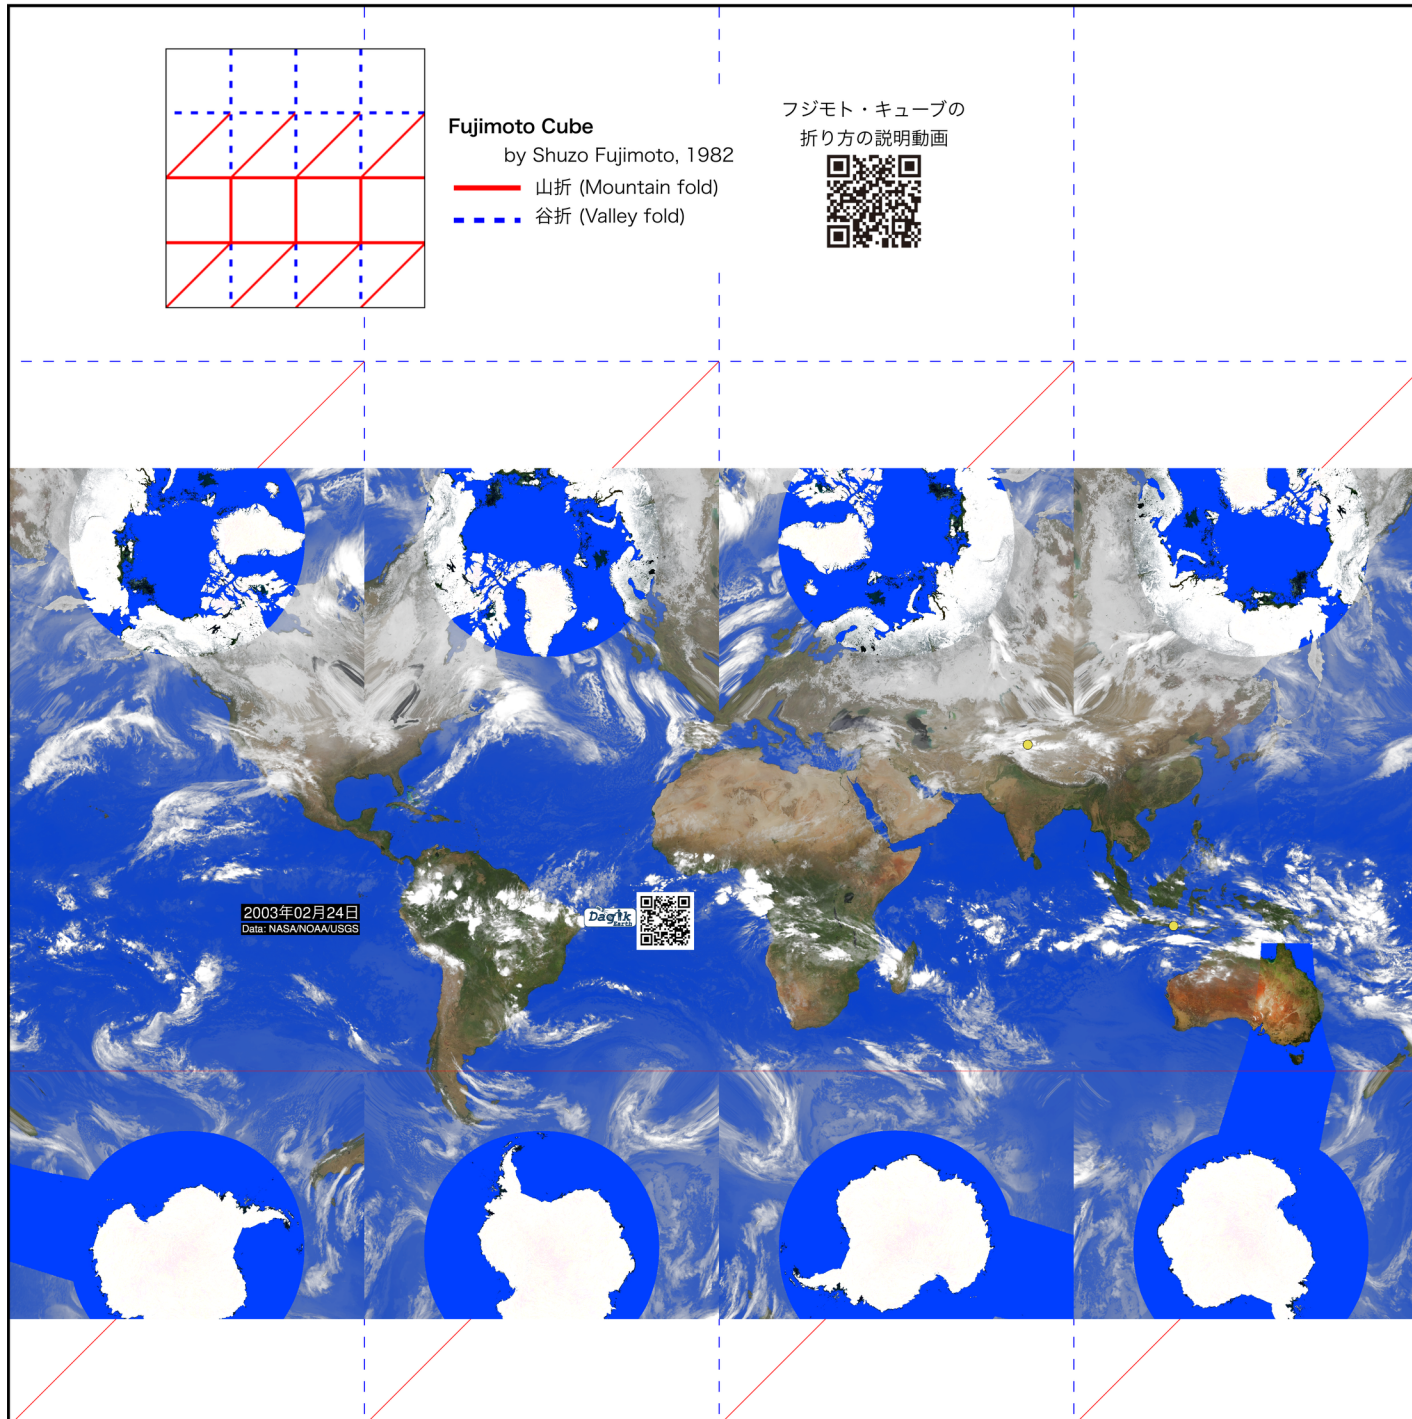 Fujimoto Cube
by Shuzo Fujimoto, 1982
山折 (Mountain fold)
谷折 (Valley fold)
フジモト・キューブの
折り方の説明動画
2003年02月24日
Data: NASA/NOAA/USGS
Dagik
Earth